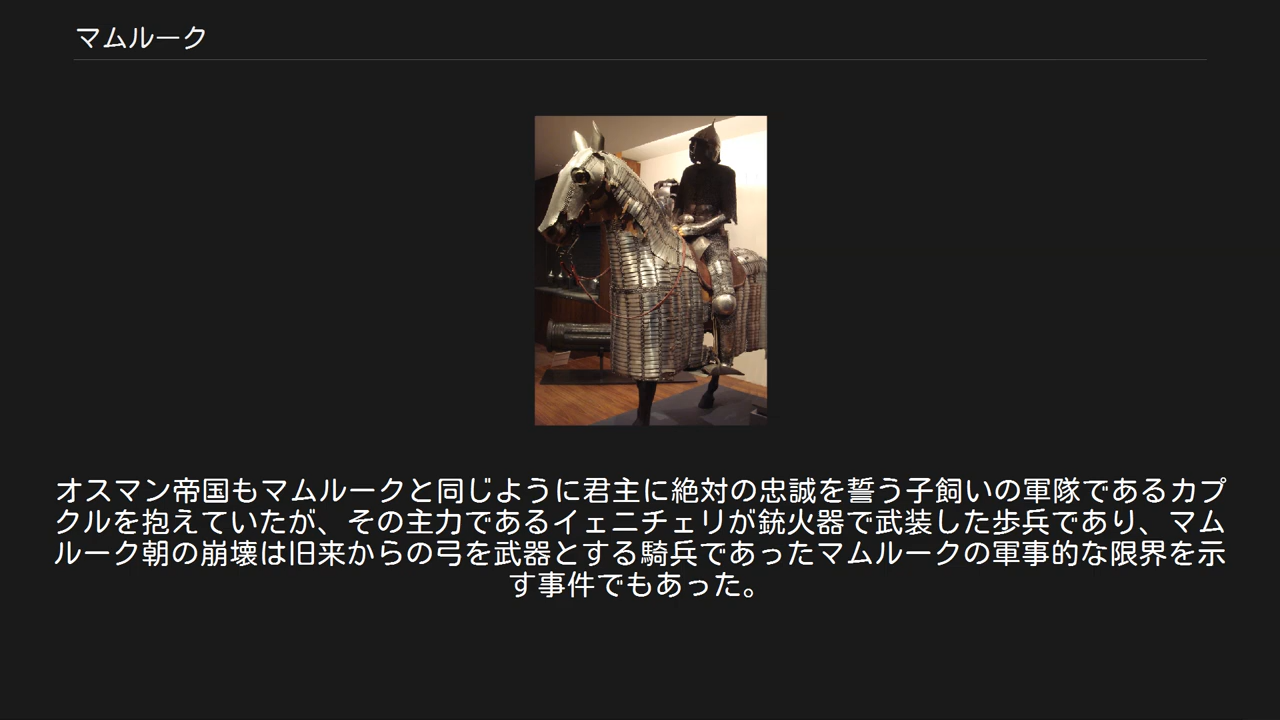 マムルーク
オスマン帝国もマムルークと同じように君主に絶対の忠誠を誓う子飼いの軍隊であるカプ
クルを抱えていたが、その主力であるイェニチェリが銃火器で武装した歩兵であり、マム
ルーク朝の崩壊は旧来からの弓を武器とする騎兵であったマムルークの軍事的な限界を示
す事件でもあった。